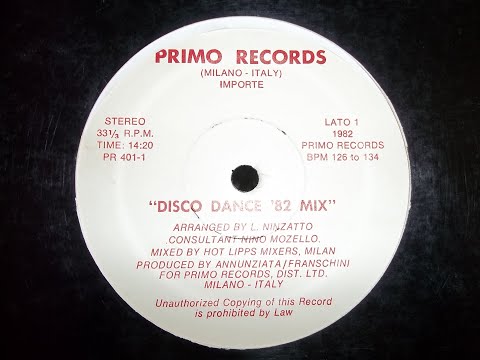 PRIMO RECORDS
(MILANO - ITALY)
IMPORTE
STEREO
33⅓ R.P.M.
TIME: 14:20
PR 401-1
LATO 1
1982
PRIMO RECORDS
BPM 126 to 134
"DISCO DANCE '82 MIX"
ARRANGED BY L. NINZATTO
CONSULTANT NINO MOZELLO.
MIXED BY HOT LIPPS MIXERS, MILAN
PRODUCED BY ANNUNZIATA/FRANSCHINI
FOR PRIMO RECORDS, DIST. LTD.
MILANO - ITALY
Unauthorized Copying of this Record
is prohibited by Law